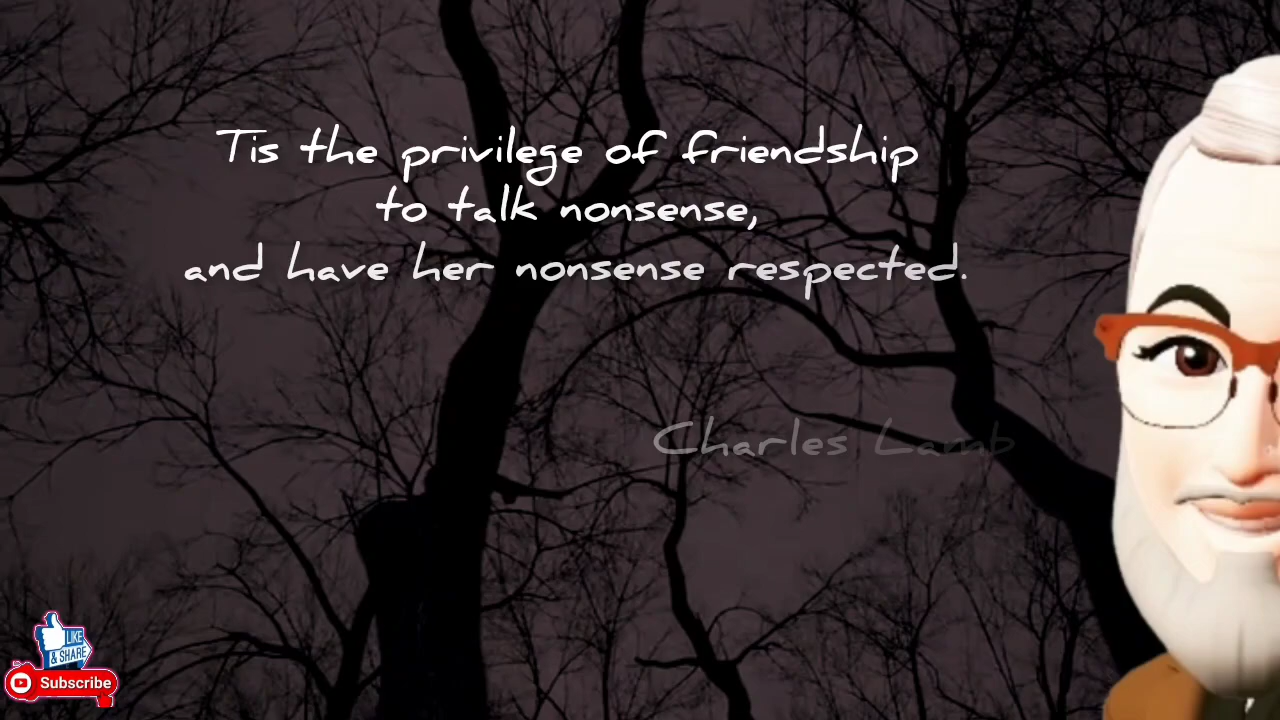 Tis the privilege of friendship
to talk nonsense,
and have her nonsense respected.
Charles Lamb
LIKE
& SHARE
Subscribe